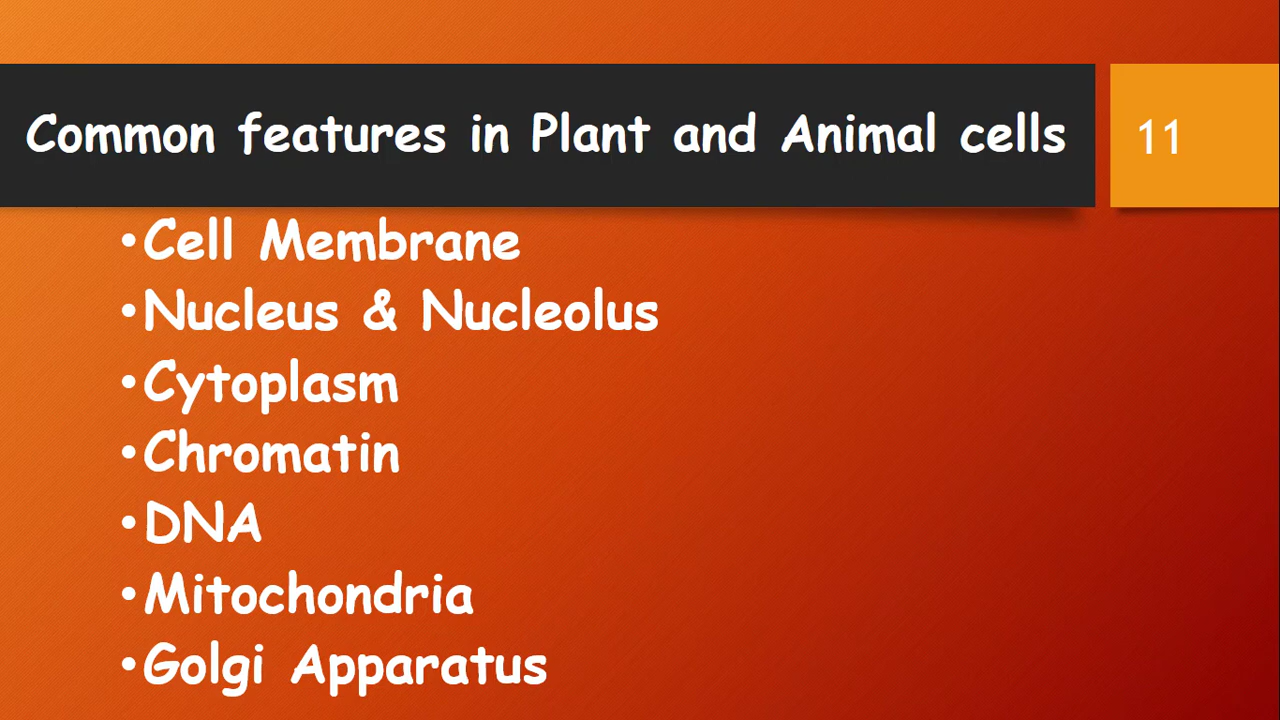 Common features in Plant and Animal cells
11
•Cell Membrane
•Nucleus & Nucleolus
•Cytoplasm
•Chromatin
•DNA
•Mitochondria
•Golgi Apparatus